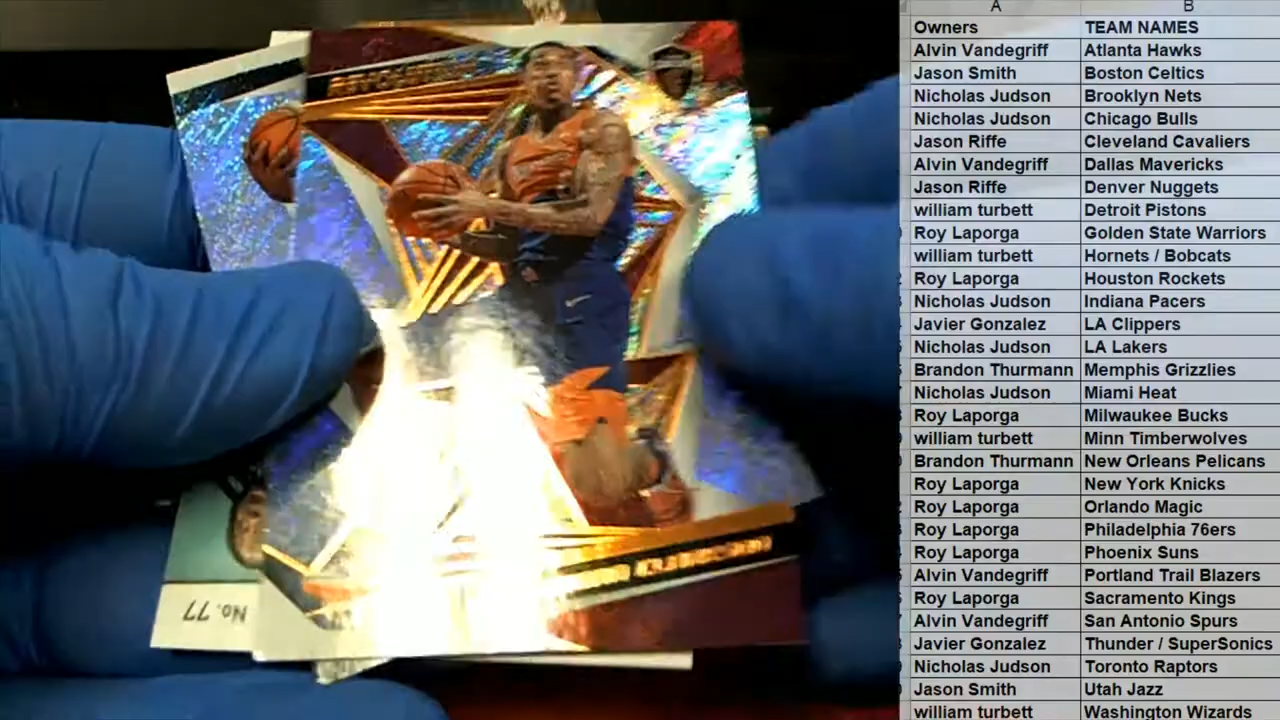 A B
Owners TEAM NAMES
Alvin Vandegriff Atlanta Hawks
Jason Smith Boston Celtics
Nicholas Judson Brooklyn Nets
Nicholas Judson Chicago Bulls
Jason Riffe Cleveland Cavaliers
Alvin Vandegriff Dallas Mavericks
Jason Riffe Denver Nuggets
william turbett Detroit Pistons
Roy Laporga Golden State Warriors
william turbett Hornets / Bobcats
Roy Laporga Houston Rockets
Nicholas Judson Indiana Pacers
Javier Gonzalez LA Clippers
Nicholas Judson LA Lakers
Brandon Thurmann Memphis Grizzlies
Nicholas Judson Miami Heat
Roy Laporga Milwaukee Bucks
william turbett Minn Timberwolves
Brandon Thurmann New Orleans Pelicans
Roy Laporga New York Knicks
Roy Laporga Orlando Magic
Roy Laporga Philadelphia 76ers
Roy Laporga Phoenix Suns
Alvin Vandegriff Portland Trail Blazers
Roy Laporga Sacramento Kings
Alvin Vandegriff San Antonio Spurs
Javier Gonzalez Thunder / SuperSonics
Nicholas Judson Toronto Raptors
Jason Smith Utah Jazz
william turbett Washington Wizards
No. 77